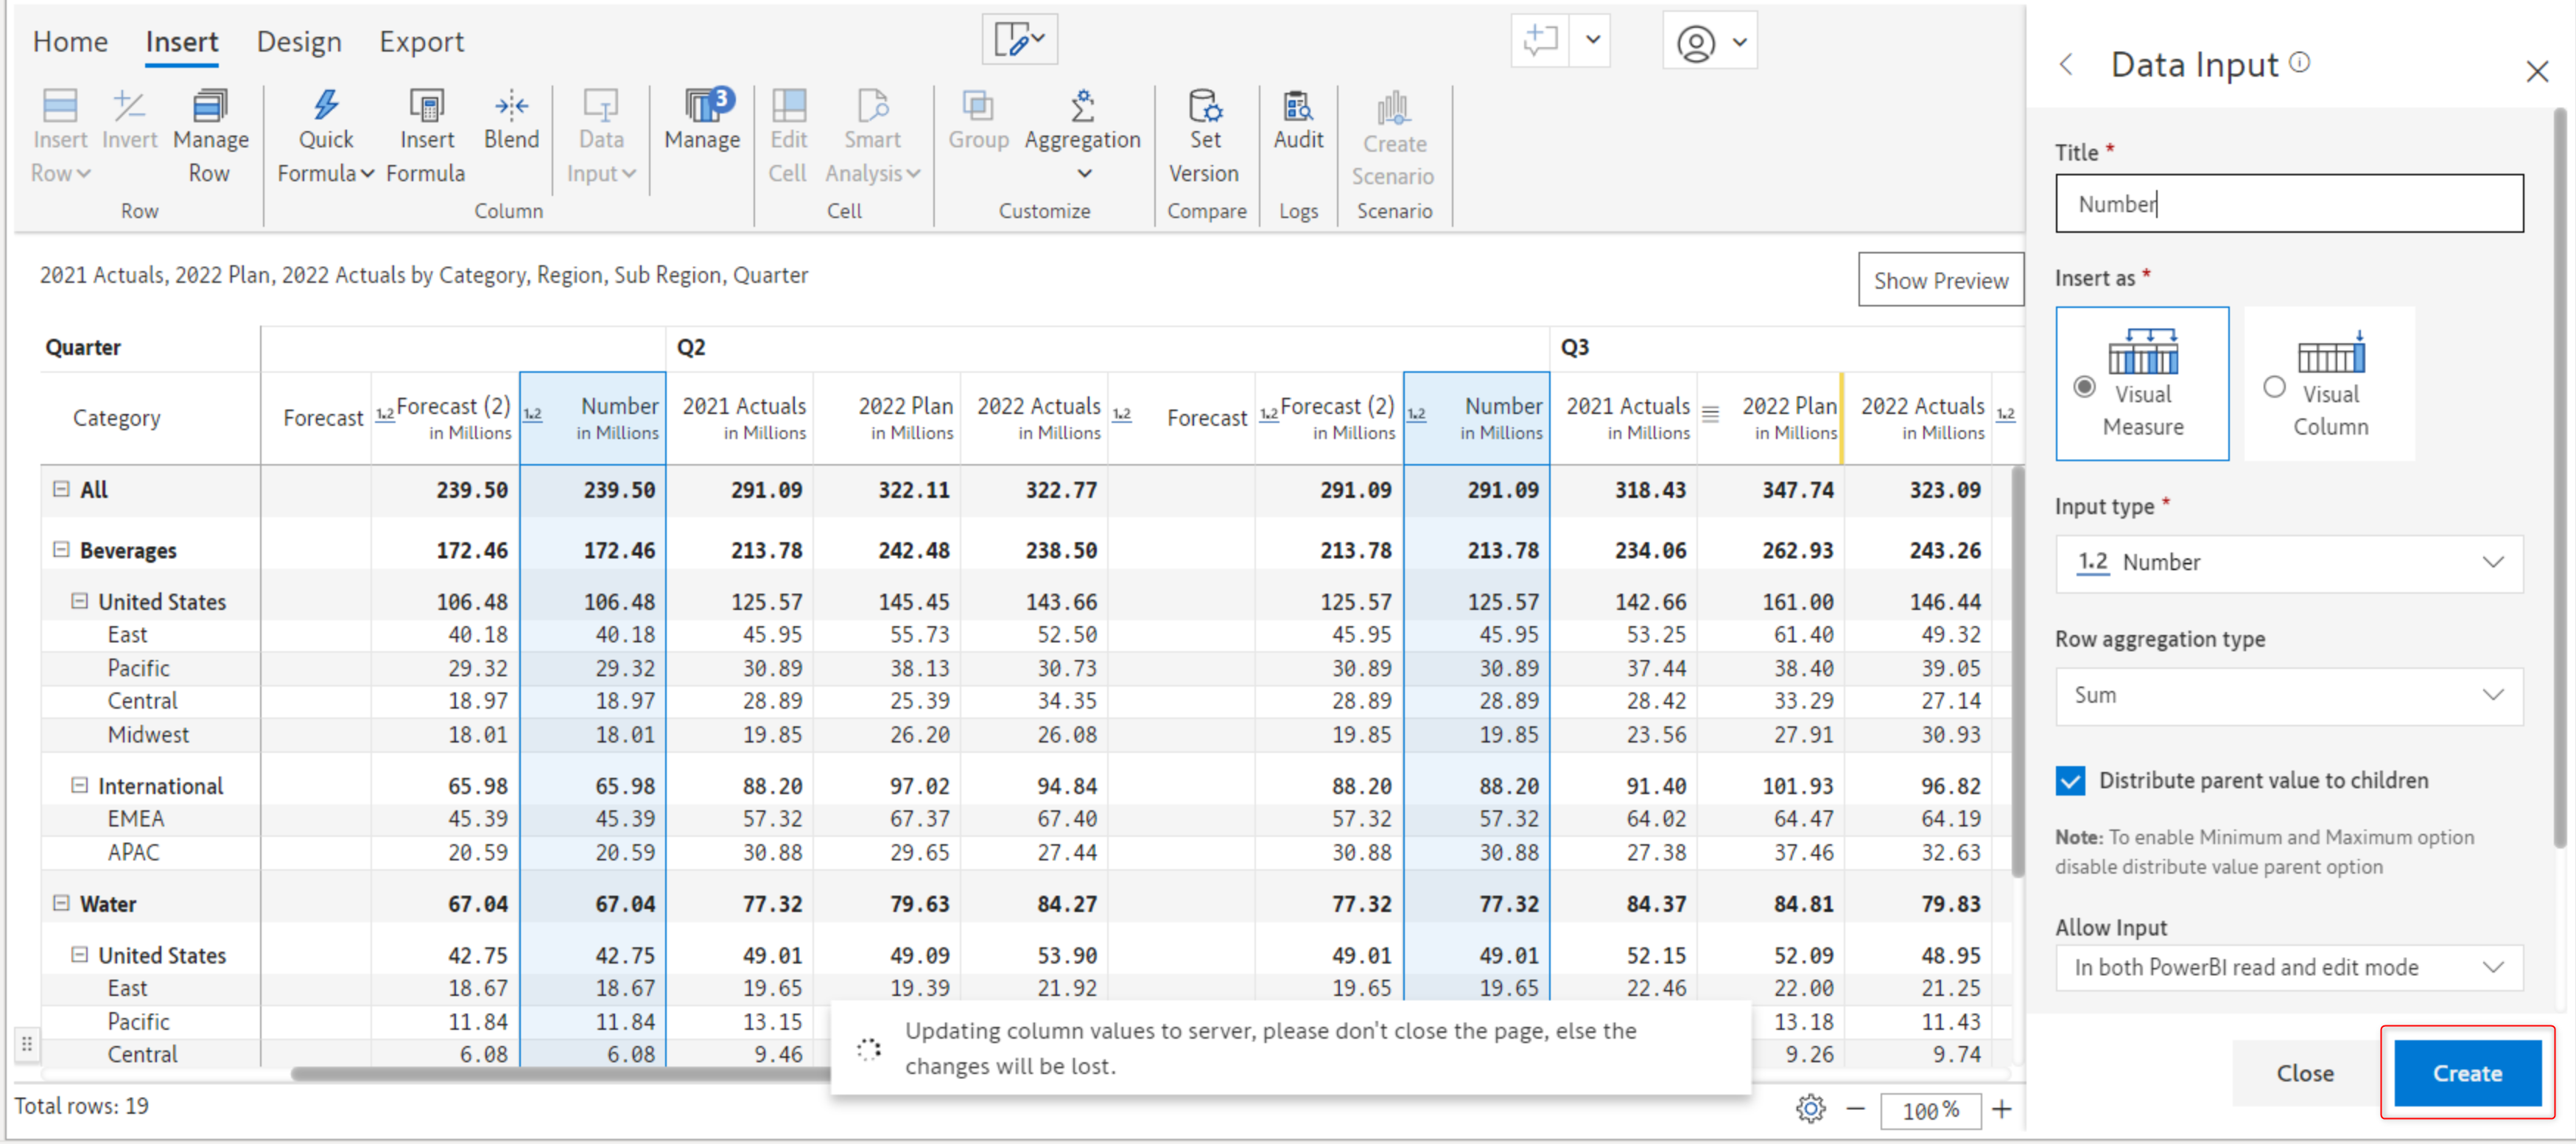 Home Insert Design Export
Insert Row Invert Manage Row Quick Formula Insert Formula Blend Data Input Manage 3 Edit Cell Smart Analysis Group Aggregation Set Version Audit Create Scenario
Row Column Cell Customize Compare Logs Scenario
2021 Actuals, 2022 Plan, 2022 Actuals by Category, Region, Sub Region, Quarter
Show Preview
Quarter Q2 Q3
Category Forecast 1.2 Forecast (2) in Millions 1.2 Number in Millions 2021 Actuals in Millions 2022 Plan in Millions 2022 Actuals in Millions 1.2 Forecast 1.2 Forecast (2) in Millions 1.2 Number in Millions 2021 Actuals in Millions 2022 Plan in Millions 2022 Actuals in Millions 1.2
All 239.50 239.50 291.09 322.11 322.77 291.09 291.09 318.43 347.74 323.09
Beverages 172.46 172.46 213.78 242.48 238.50 213.78 213.78 234.06 262.93 243.26
United States 106.48 106.48 125.57 145.45 143.66 125.57 125.57 142.66 161.00 146.44
East 40.18 40.18 45.95 55.73 52.50 45.95 45.95 53.25 61.40 49.32
Pacific 29.32 29.32 30.89 38.13 30.73 30.89 30.89 37.44 38.40 39.05
Central 18.97 18.97 28.89 25.39 34.35 28.89 28.89 28.42 33.29 27.14
Midwest 18.01 18.01 19.85 26.20 26.08 19.85 19.85 23.56 27.91 30.93
International 65.98 65.98 88.20 97.02 94.84 88.20 88.20 91.40 101.93 96.82
EMEA 45.39 45.39 57.32 67.37 67.40 57.32 57.32 64.02 64.47 64.19
APAC 20.59 20.59 30.88 29.65 27.44 30.88 30.88 27.38 37.46 32.63
Water 67.04 67.04 77.32 79.63 84.27 77.32 77.32 84.37 84.81 79.83
United States 42.75 42.75 49.01 49.09 53.90 49.01 49.01 52.15 52.09 48.95
East 18.67 18.67 19.65 19.39 21.92 19.65 19.65 22.46 22.00 21.25
Pacific 11.84 11.84 13.15 13.18 11.43
Central 6.08 6.08 9.46 9.26 9.74
Updating column values to server, please don't close the page, else the
changes will be lost.
Total rows: 19
100 %
Data Input
Title *
Number
Insert as *
Visual Measure
Visual Column
Input type *
1.2 Number
Row aggregation type
Sum
Distribute parent value to children
Note: To enable Minimum and Maximum option
disable distribute value parent option
Allow Input
In both PowerBI read and edit mode
Close Create